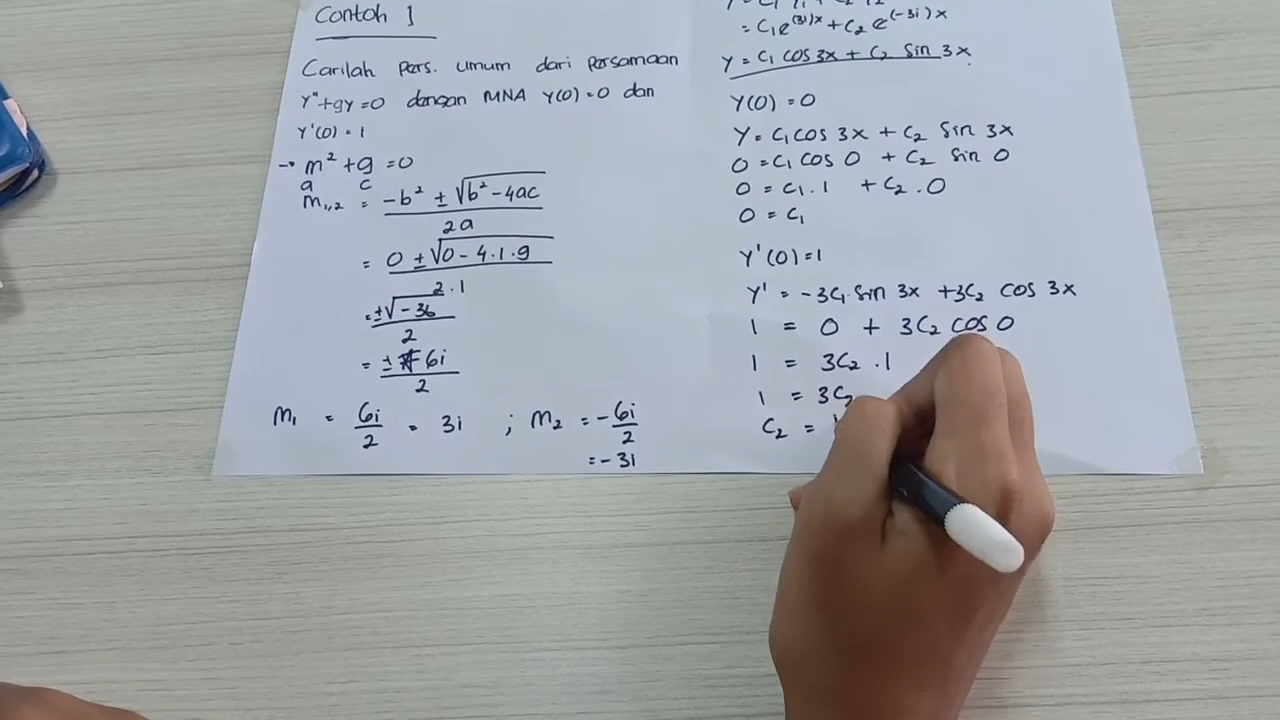 Contoh 1
Carilah Pers. Umum dari Persamaan
y"+9y=0 dengan MNA y(0)=0 dan
y'(0)=1
→ m²+9=0
a c
m₁,₂ = -b² ± √b²-4ac
2a
= 0 ± √0-4.1.9
2.1
= ±√-36
2
= ± 6i
2
m₁ = 6i = 3i ; m₂ = -6i
2 2
= -3i
= C₁e^(3i)x + C₂ e^(-3i)x
y = C₁ cos 3x + C₂ sin 3x
y(0) = 0
y = C₁ cos 3x + C₂ sin 3x
0 = C₁ cos 0 + C₂ sin 0
0 = C₁.1 + C₂.0
0 = C₁
y'(0)=1
y' = -3C₁ sin 3x +3C₂ cos 3x
1 = 0 + 3C₂ cos 0
1 = 3C₂ .1
1 = 3C₂
C₂ =